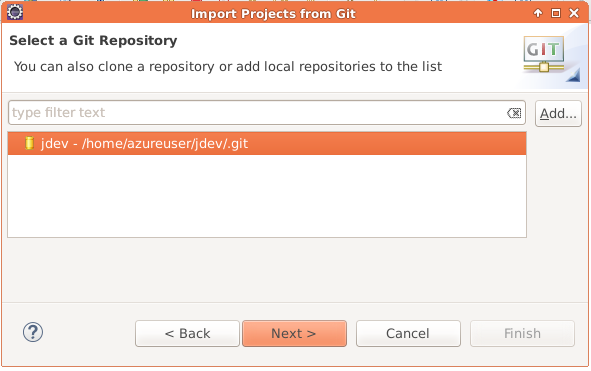 Import Projects from Git
Select a Git Repository
You can also clone a repository or add local repositories to the list
GIT
type filter text
Add...
jdev - /home/azureuser/jdev/.git
?
< Back
Next >
Cancel
Finish